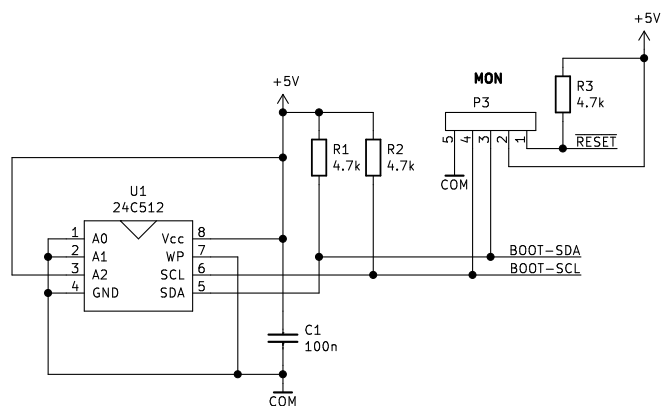 +5V
MON
P3
R3
4.7k
5 4 3 2 1
RESET
COM
+5V
R1
4.7k
R2
4.7k
U1
24C512
1 A0 Vcc 8
2 A1 WP 7
3 A2 SCL 6
4 GND SDA 5
BOOT-SDA
BOOT-SCL
C1
100n
COM